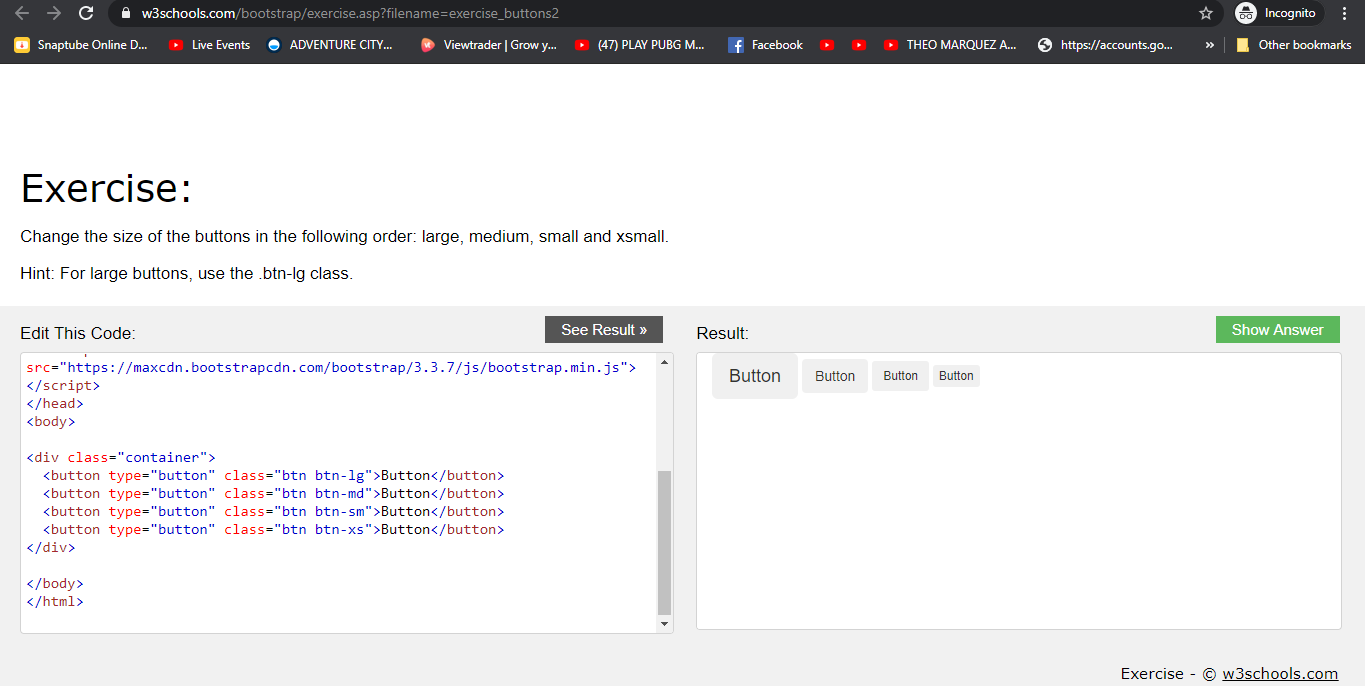 w3schools.com/bootstrap/exercise.asp?filename=exercise_buttons2 Incognito
Snaptube Online D... Live Events ADVENTURE CITY... Viewtrader | Grow y... (47) PLAY PUBG M... Facebook THEO MARQUEZ A... https://accounts.go... » Other bookmarks
Exercise:
Change the size of the buttons in the following order: large, medium, small and xsmall.
Hint: For large buttons, use the .btn-lg class.
Edit This Code: See Result »
src="https://maxcdn.bootstrapcdn.com/bootstrap/3.3.7/js/bootstrap.min.js">
</script>
</head>
<body>
<div class="container">
<button type="button" class="btn btn-lg">Button</button>
<button type="button" class="btn btn-md">Button</button>
<button type="button" class="btn btn-sm">Button</button>
<button type="button" class="btn btn-xs">Button</button>
</div>
</body>
</html>
Result: Show Answer
Button Button Button Button
Exercise - © w3schools.com